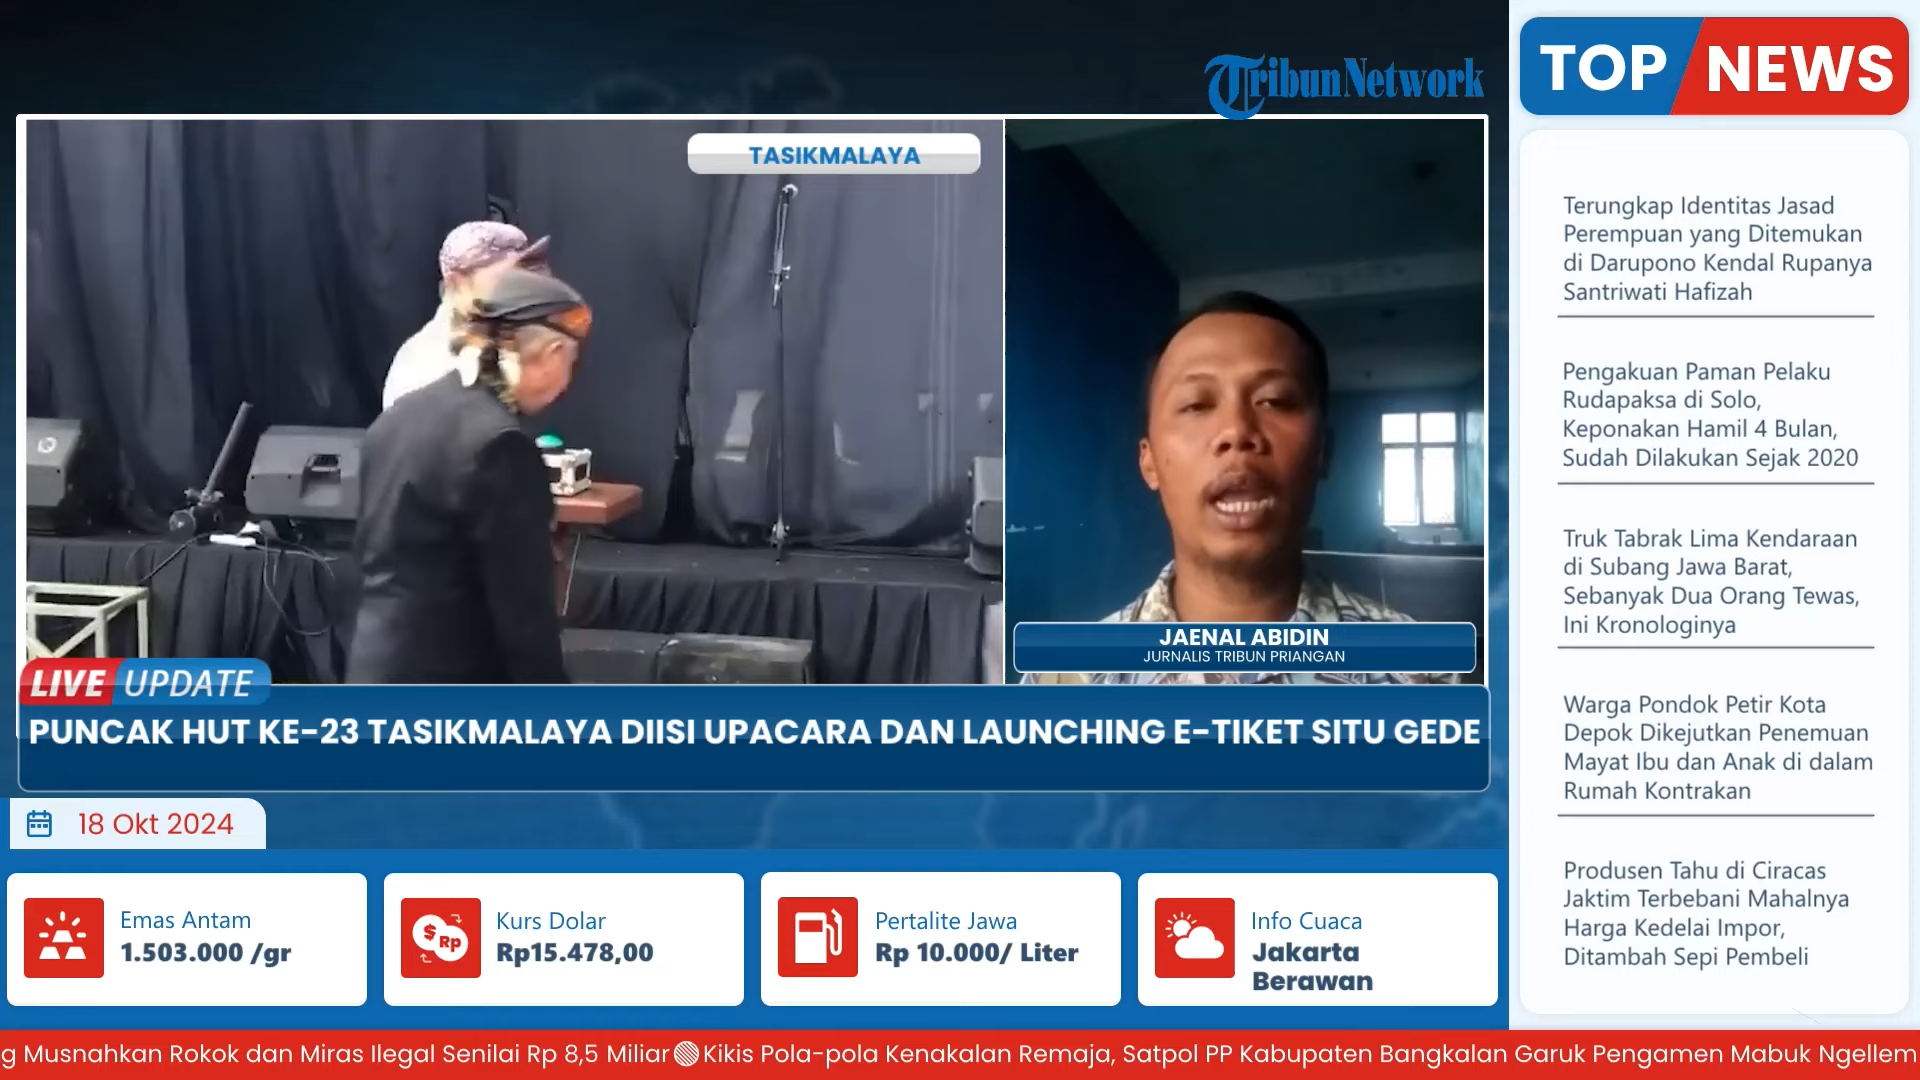 TribunNetwork
TOP NEWS
TASIKMALAYA
JAENAL ABIDIN
JURNALIS TRIBUN PRIANGAN
LIVE UPDATE
PUNCAK HUT KE-23 TASIKMALAYA DIISI UPACARA DAN LAUNCHING E-TIKET SITU GEDE
18 Okt 2024
Emas Antam
1.503.000 /gr
Kurs Dolar
Rp15.478,00
Pertalite Jawa
Rp 10.000/ Liter
Info Cuaca
Jakarta
Berawan
Terungkap Identitas Jasad
Perempuan yang Ditemukan
di Darupono Kendal Rupanya
Santriwati Hafizah
Pengakuan Paman Pelaku
Rudapaksa di Solo,
Keponakan Hamil 4 Bulan,
Sudah Dilakukan Sejak 2020
Truk Tabrak Lima Kendaraan
di Subang Jawa Barat,
Sebanyak Dua Orang Tewas,
Ini Kronologinya
Warga Pondok Petir Kota
Depok Dikejutkan Penemuan
Mayat Ibu dan Anak di dalam
Rumah Kontrakan
Produsen Tahu di Ciracas
Jaktim Terbebani Mahalnya
Harga Kedelai Impor,
Ditambah Sepi Pembeli
g Musnahkan Rokok dan Miras Ilegal Senilai Rp 8,5 Miliar Kikis Pola-pola Kenakalan Remaja, Satpol PP Kabupaten Bangkalan Garuk Pengamen Mabuk Ngellem